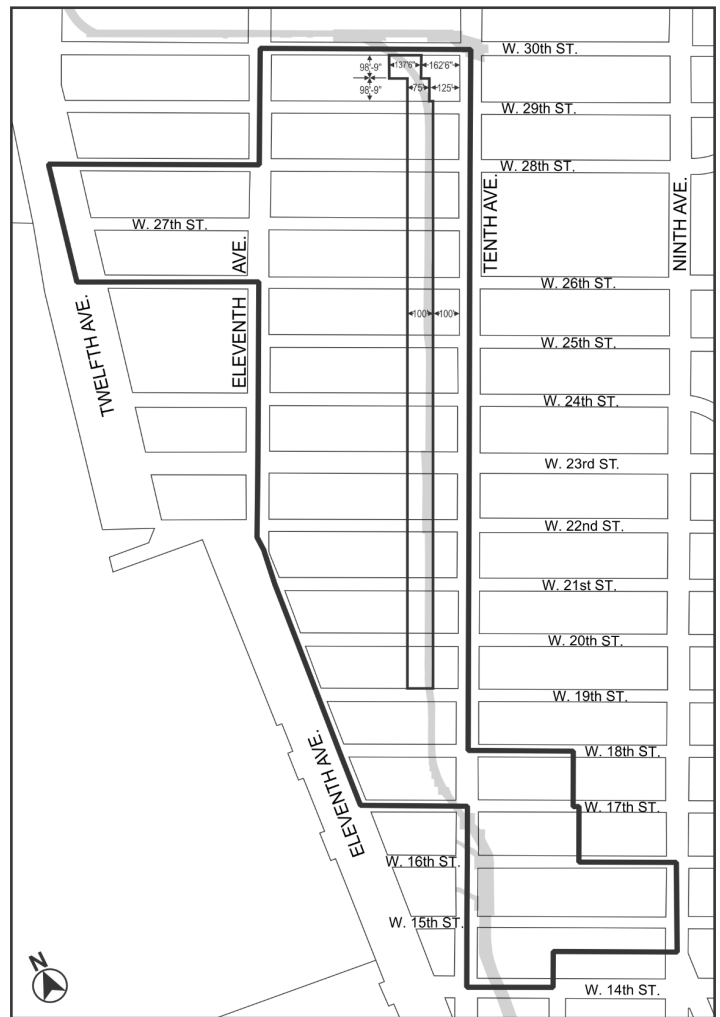 W. 30th ST.
98'-9"
137'6"
162'6"
98'-9"
75'
125'
W. 29th ST.
W. 28th ST.
TENTH AVE.
NINTH AVE.
W. 27th ST.
AVE.
ELEVENTH
W. 26th ST.
TWELFTH AVE.
100'
100'
W. 25th ST.
W. 24th ST.
W. 23rd ST.
W. 22nd ST.
W. 21st ST.
W. 20th ST.
W. 19th ST.
W. 18th ST.
ELEVENTH AVE.
W. 17th ST.
W. 16th ST.
W. 15th ST.
N
W. 14th ST.